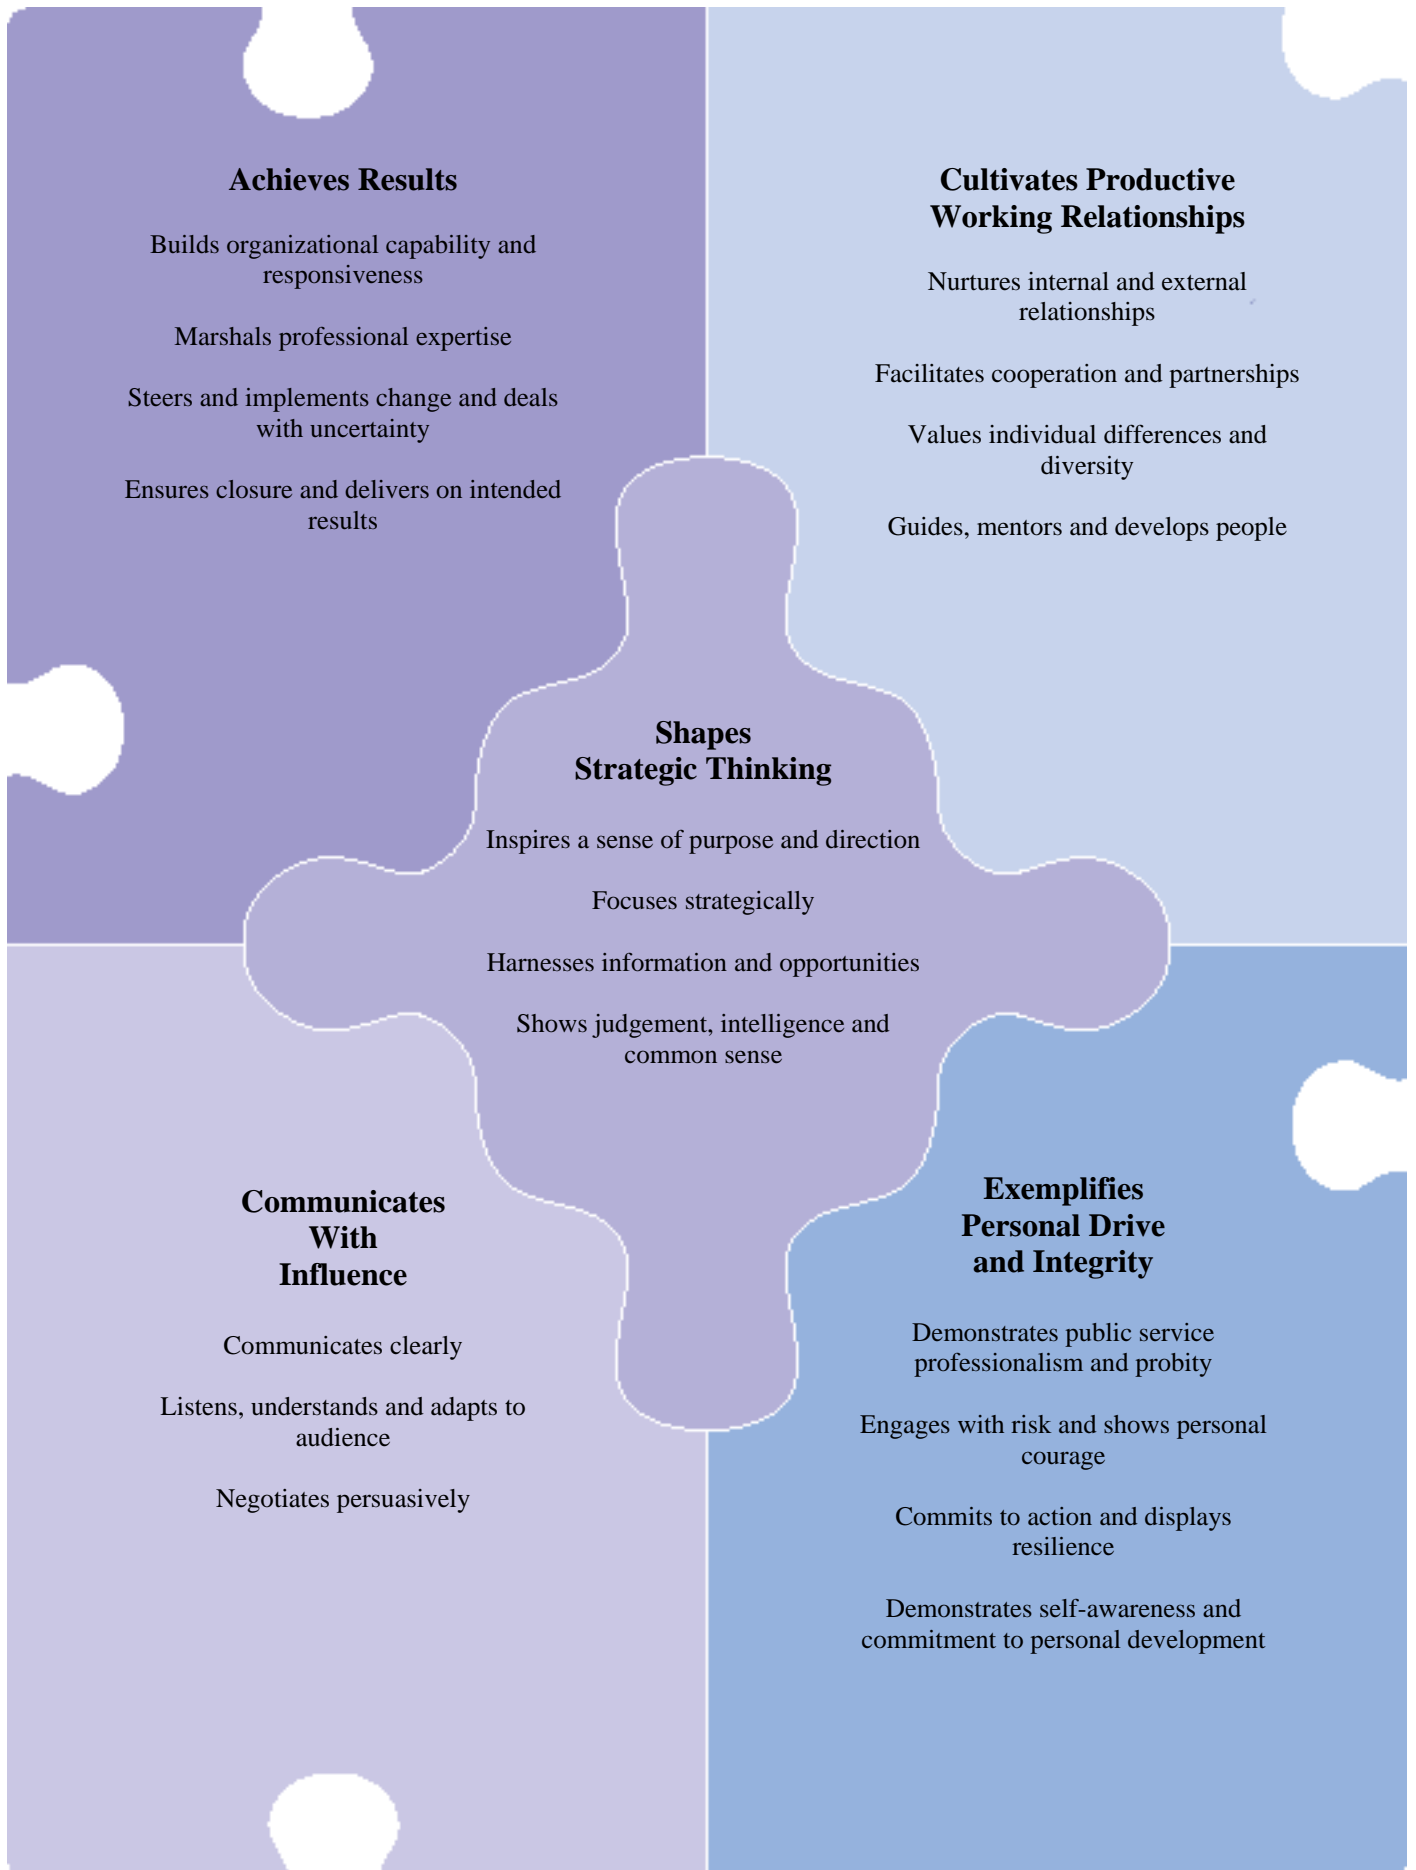 Achieves Results
Builds organizational capability and
responsiveness
Marshals professional expertise
Steers and implements change and deals
with uncertainty
Ensures closure and delivers on intended
results
Cultivates Productive
Working Relationships
Nurtures internal and external
relationships
Facilitates cooperation and partnerships
Values individual differences and
diversity
Guides, mentors and develops people
Shapes
Strategic Thinking
Inspires a sense of purpose and direction
Focuses strategically
Harnesses information and opportunities
Shows judgement, intelligence and
common sense
Communicates
With
Influence
Communicates clearly
Listens, understands and adapts to
audience
Negotiates persuasively
Exemplifies
Personal Drive
and Integrity
Demonstrates public service
professionalism and probity
Engages with risk and shows personal
courage
Commits to action and displays
resilience
Demonstrates self-awareness and
commitment to personal development